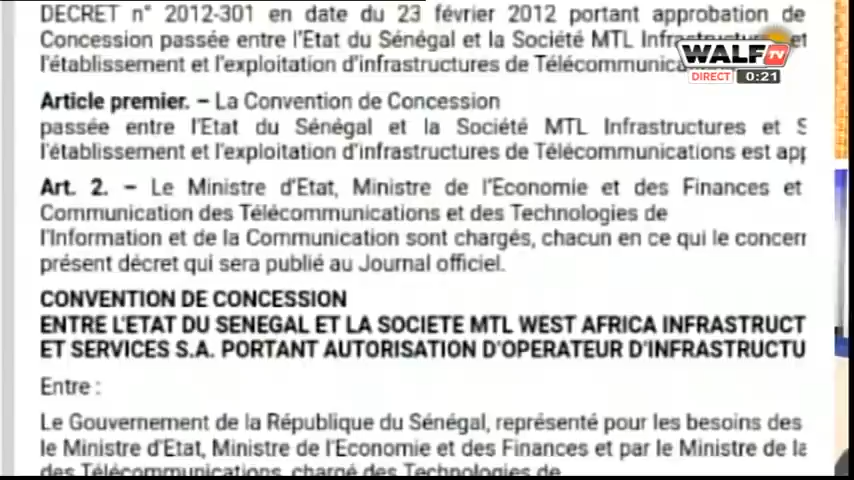 DECRET n° 2012-301 en date du 23 février 2012 portant approbation de
Concession passée entre l'Etat du Sénégal et la Société MTL et
l'établissement et l'exploitation d'infrastructures de
WALF TV
DIRECT 0:21
Article premier. – La Convention de Concession
passée entre l'Etat du Sénégal et la Société MTL Infrastructures et S
l'établissement et l'exploitation d'infrastructures de Télécommunications est app
Art. 2. – Le Ministre d'Etat, Ministre de l'Economie et des Finances et
Communication des Télécommunications et des Technologies de
l'Information et de la Communication sont chargés, chacun en ce qui le concern
présent décret qui sera publié au Journal officiel.
CONVENTION DE CONCESSION
ENTRE L'ETAT DU SENEGAL ET LA SOCIETE MTL WEST AFRICA INFRASTRUCT
ET SERVICES S.A. PORTANT AUTORISATION D'OPERATEUR D'INFRASTRUCTU
Entre :
Le Gouvernement de la République du Sénégal, représenté pour les besoins des
le Ministre d'Etat, Ministre de l'Economie et des Finances et par le Ministre de la
des Télécommunications, chargé des Technologies de